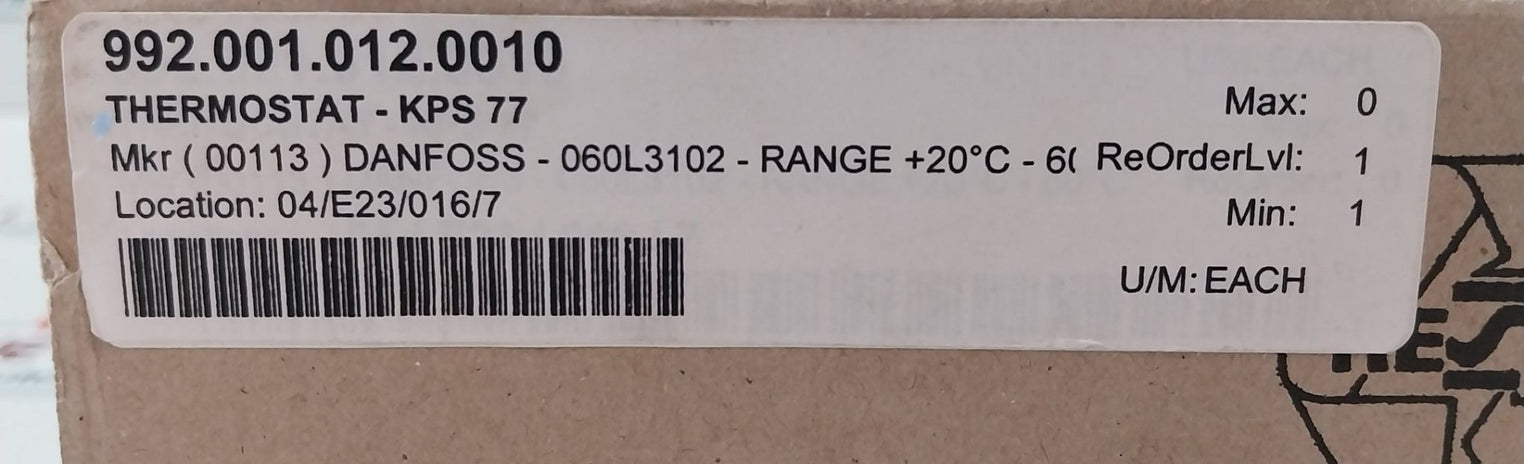 992.001.012.0010
THERMOSTAT - KPS 77
Max: 0
Mkr ( 00113 ) DANFOSS - 060L3102 - RANGE +20°C - 6(
ReOrderLvl: 1
Location: 04/E23/016/7
Min: 1
U/M: EACH